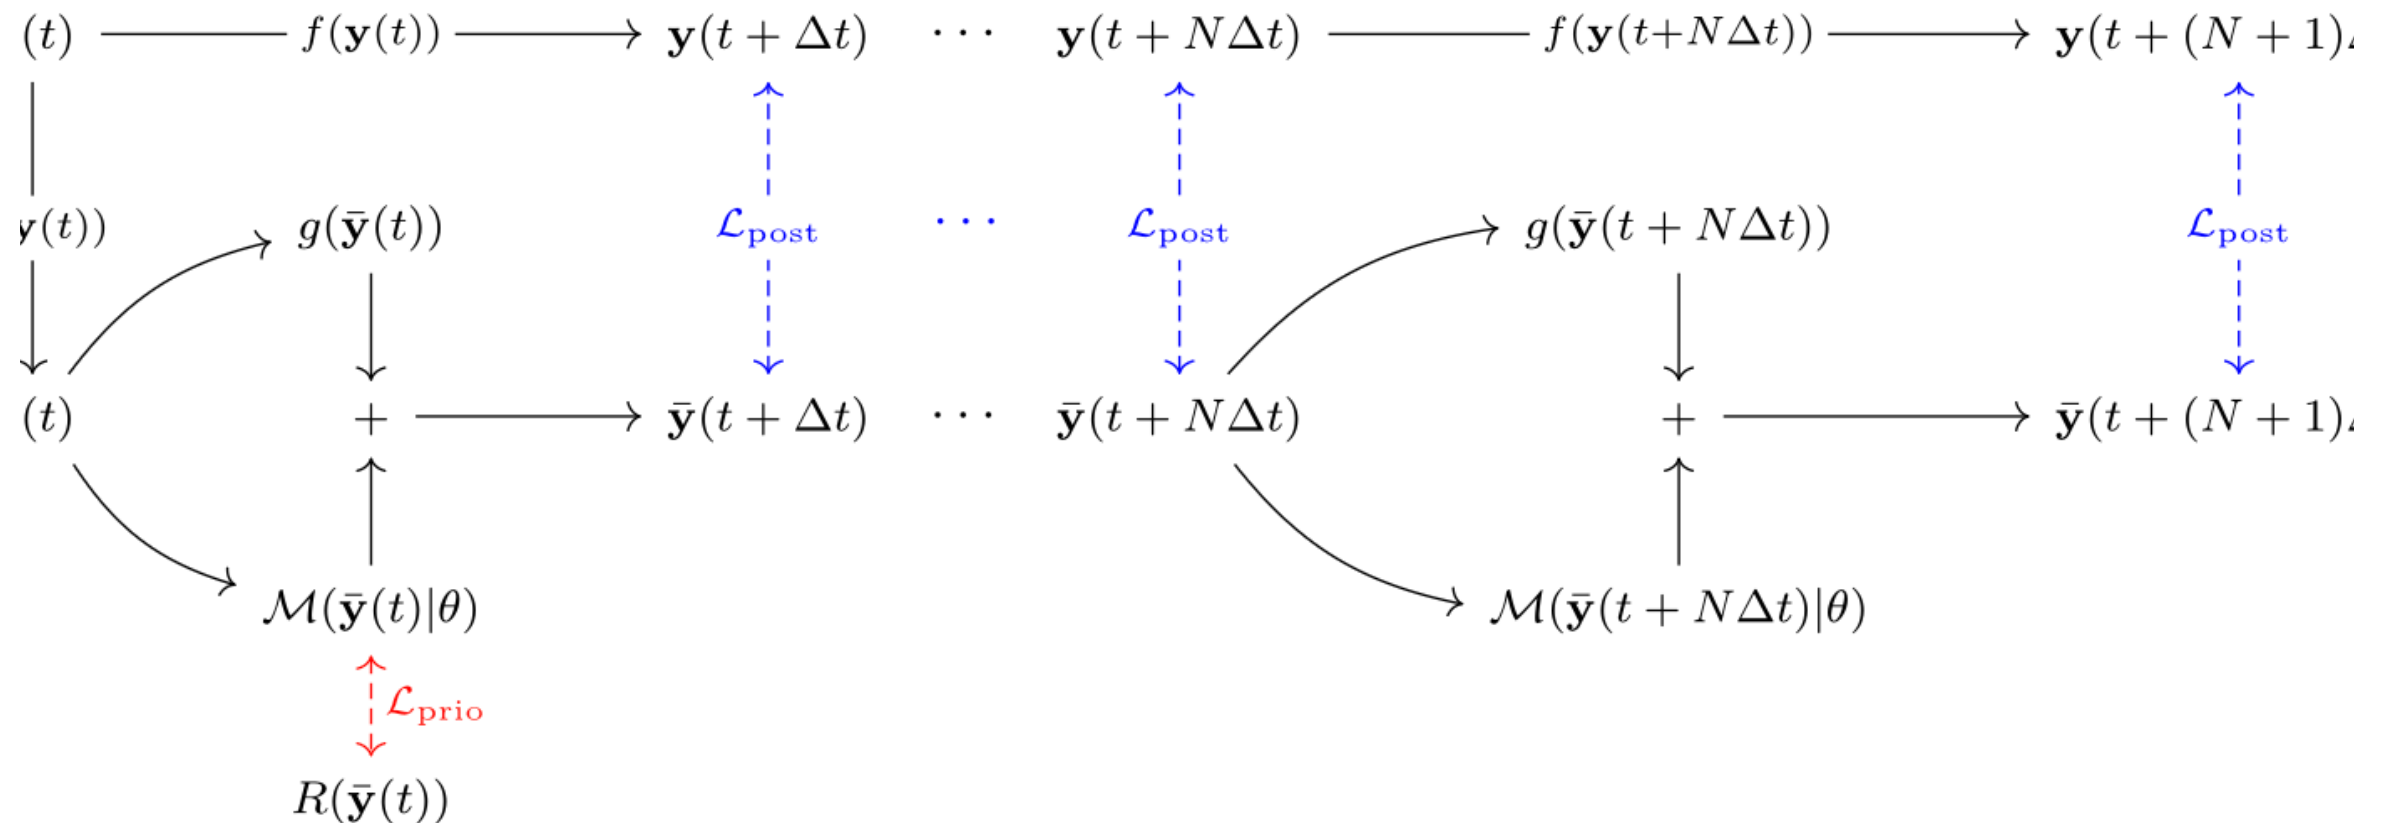 (t) f(𝐲(t)) 𝐲(t + Δt) ··· 𝐲(t + NΔt) f(𝐲(t+NΔt)) 𝐲(t + (N + 1)
y(t)) g(ȳ(t)) ℒpost ··· ℒpost g(ȳ(t + NΔt)) ℒpost
(t) + ȳ(t + Δt) ··· ȳ(t + NΔt) + ȳ(t + (N + 1)
ℳ(ȳ(t)|θ) ℳ(ȳ(t + NΔt)|θ)
ℒprio
R(ȳ(t))